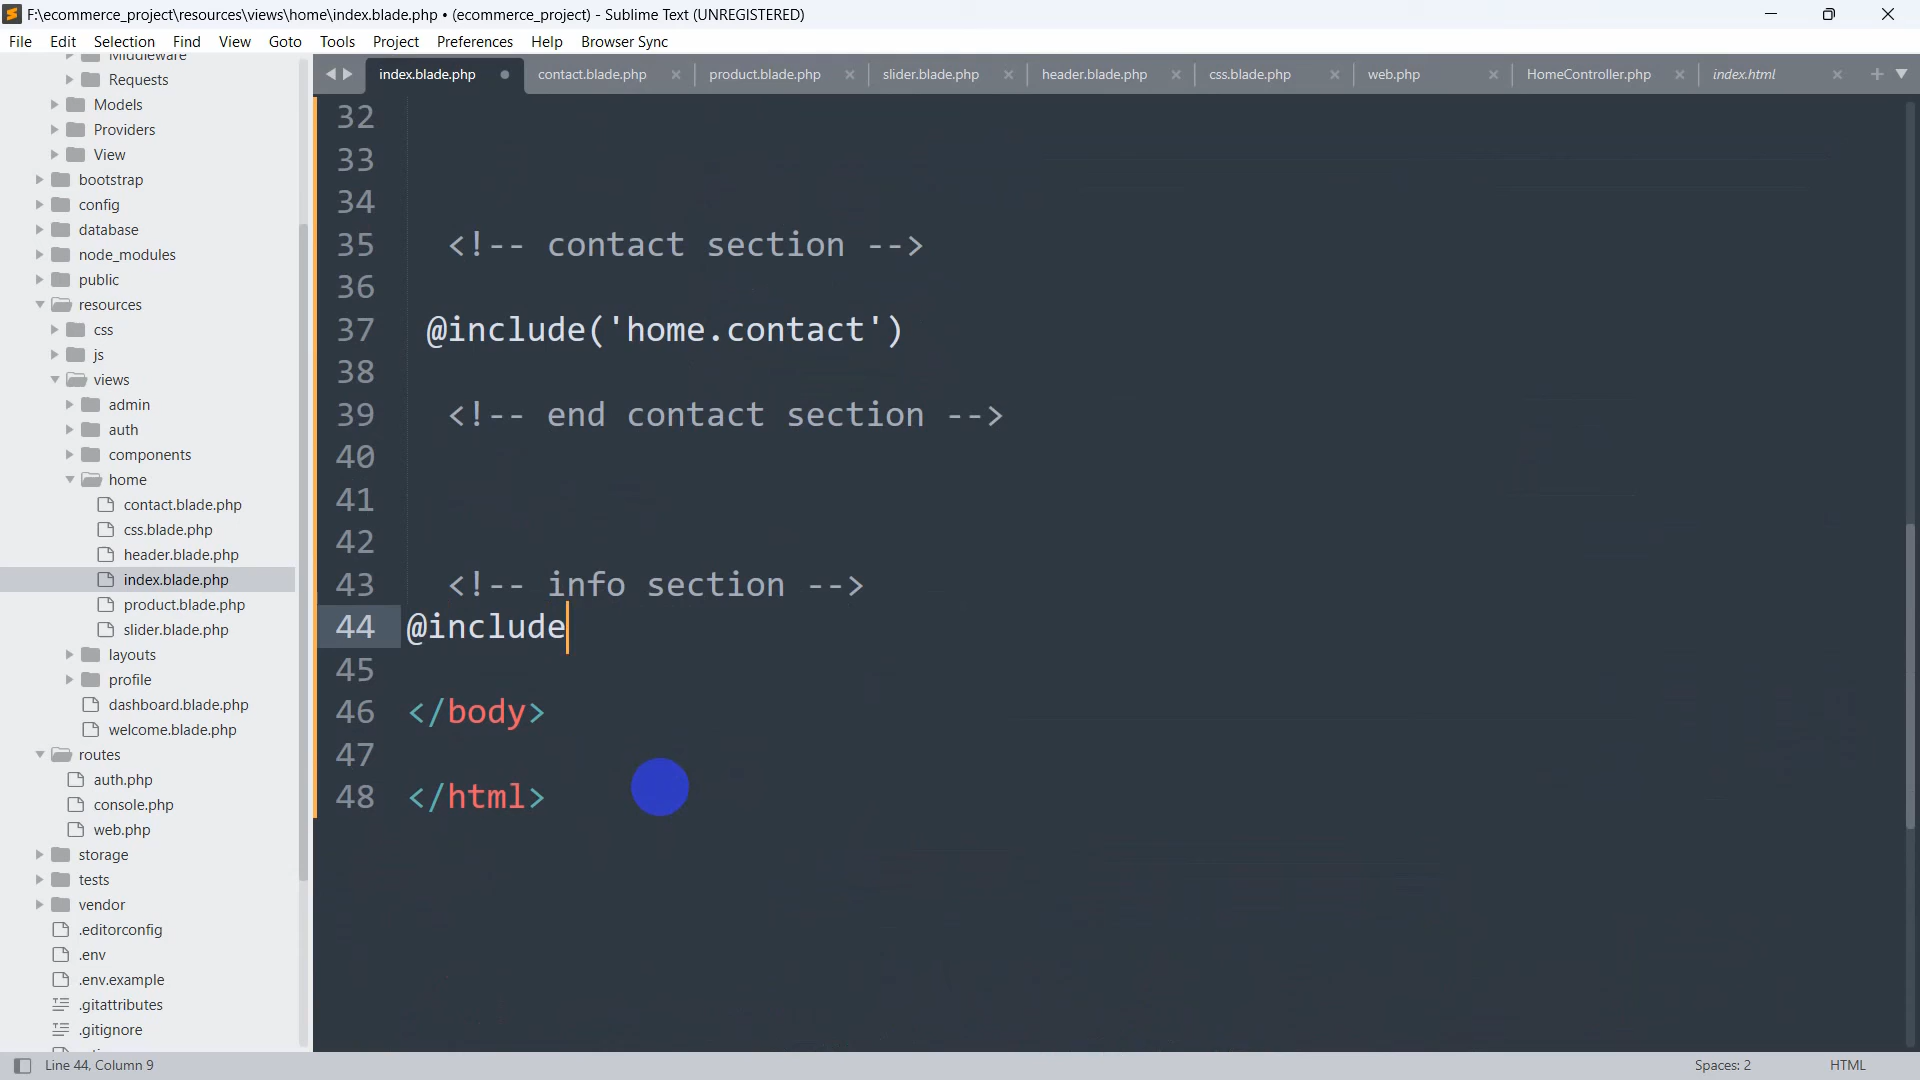 F:\ecommerce_project\resources\views\home\index.blade.php • (ecommerce_project) - Sublime Text (UNREGISTERED)
File Edit Selection Find View Goto Tools Project Preferences Help Browser Sync
index.blade.php contact.blade.php product.blade.php slider.blade.php header.blade.php css.blade.php web.php HomeController.php index.html
Middleware
Requests
Models
Providers
View
bootstrap
config
database
node_modules
public
resources
css
js
views
admin
auth
components
home
contact.blade.php
css.blade.php
header.blade.php
index.blade.php
product.blade.php
slider.blade.php
layouts
profile
dashboard.blade.php
welcome.blade.php
routes
auth.php
console.php
web.php
storage
tests
vendor
.editorconfig
.env
.env.example
.gitattributes
.gitignore
32
33
34
35 <!-- contact section -->
36
37 @include('home.contact')
38
39 <!-- end contact section -->
40
41
42
43 <!-- info section -->
44 @include
45
46 </body>
47
48 </html>
Line 44, Column 9
Spaces: 2
HTML